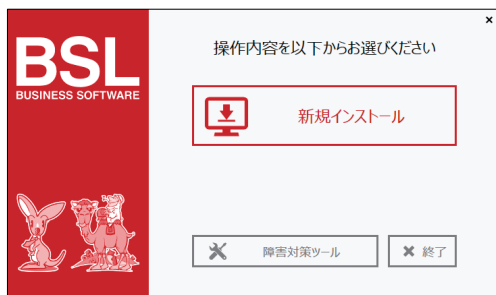 BSL
BUSINESS SOFTWARE
操作内容を以下からお選びください
新規インストール
障害対策ツール
終了